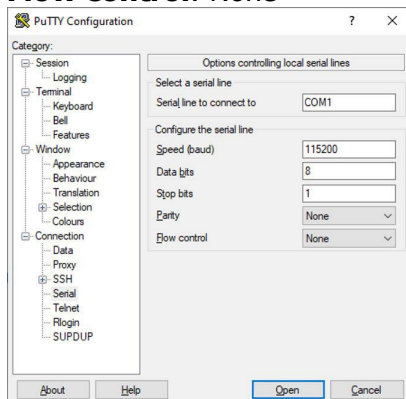 PuTTY Configuration ? ×
Category:
Session
Logging
Terminal
Keyboard
Bell
Features
Window
Appearance
Behaviour
Translation
Selection
Colours
Connection
Data
Proxy
SSH
Serial
Telnet
Rlogin
SUPDUP
Options controlling local serial lines
Select a serial line
Serial line to connect to COM1
Configure the serial line
Speed (baud) 115200
Data bits 8
Stop bits 1
Parity None
Flow control None
About Help Open Cancel